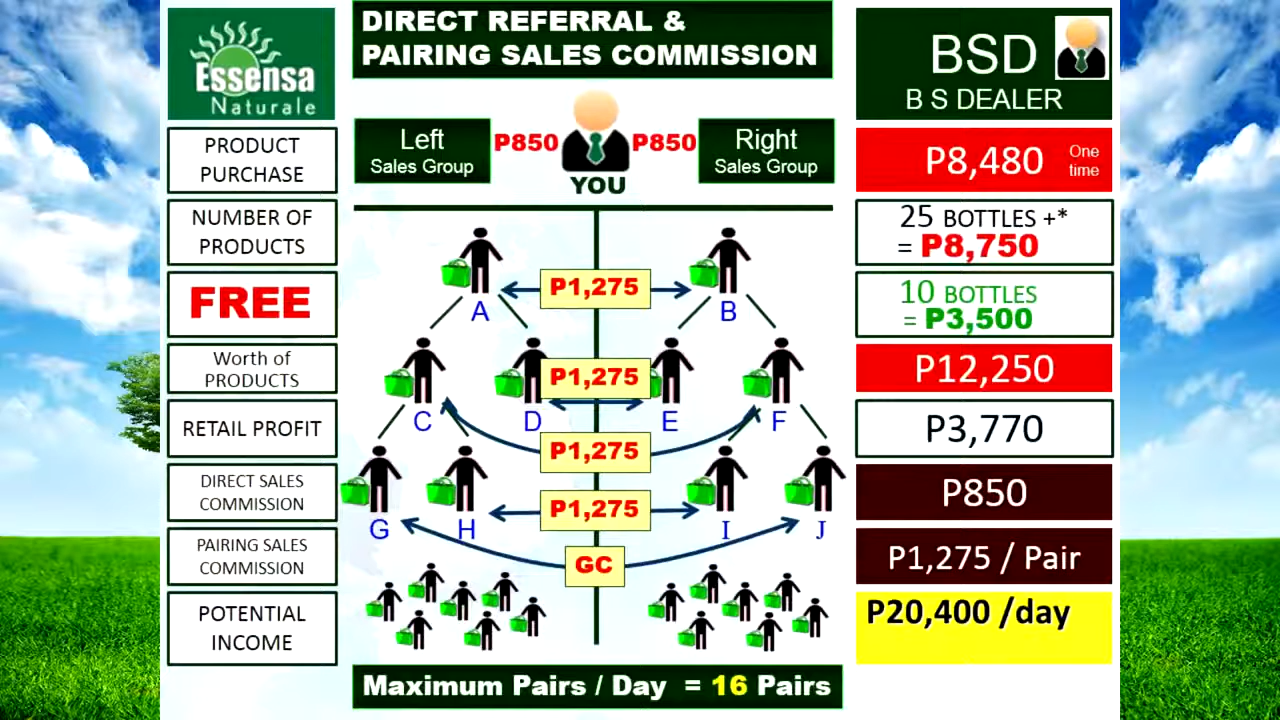 Essensa
Naturale
DIRECT REFERRAL &
PAIRING SALES COMMISSION
BSD
B S DEALER
Left
Sales Group
P850
P850
YOU
Right
Sales Group
PRODUCT
PURCHASE
P8,480 One
time
NUMBER OF
PRODUCTS
25 BOTTLES +*
= P8,750
FREE
10 BOTTLES
= P3,500
Worth of
PRODUCTS
P12,250
RETAIL PROFIT
P3,770
DIRECT SALES
COMMISSION
P850
PAIRING SALES
COMMISSION
P1,275 / Pair
POTENTIAL
INCOME
P20,400 /day
P1,275
A
B
P1,275
C
D
E
F
P1,275
P1,275
G
H
I
J
GC
Maximum Pairs / Day = 16 Pairs